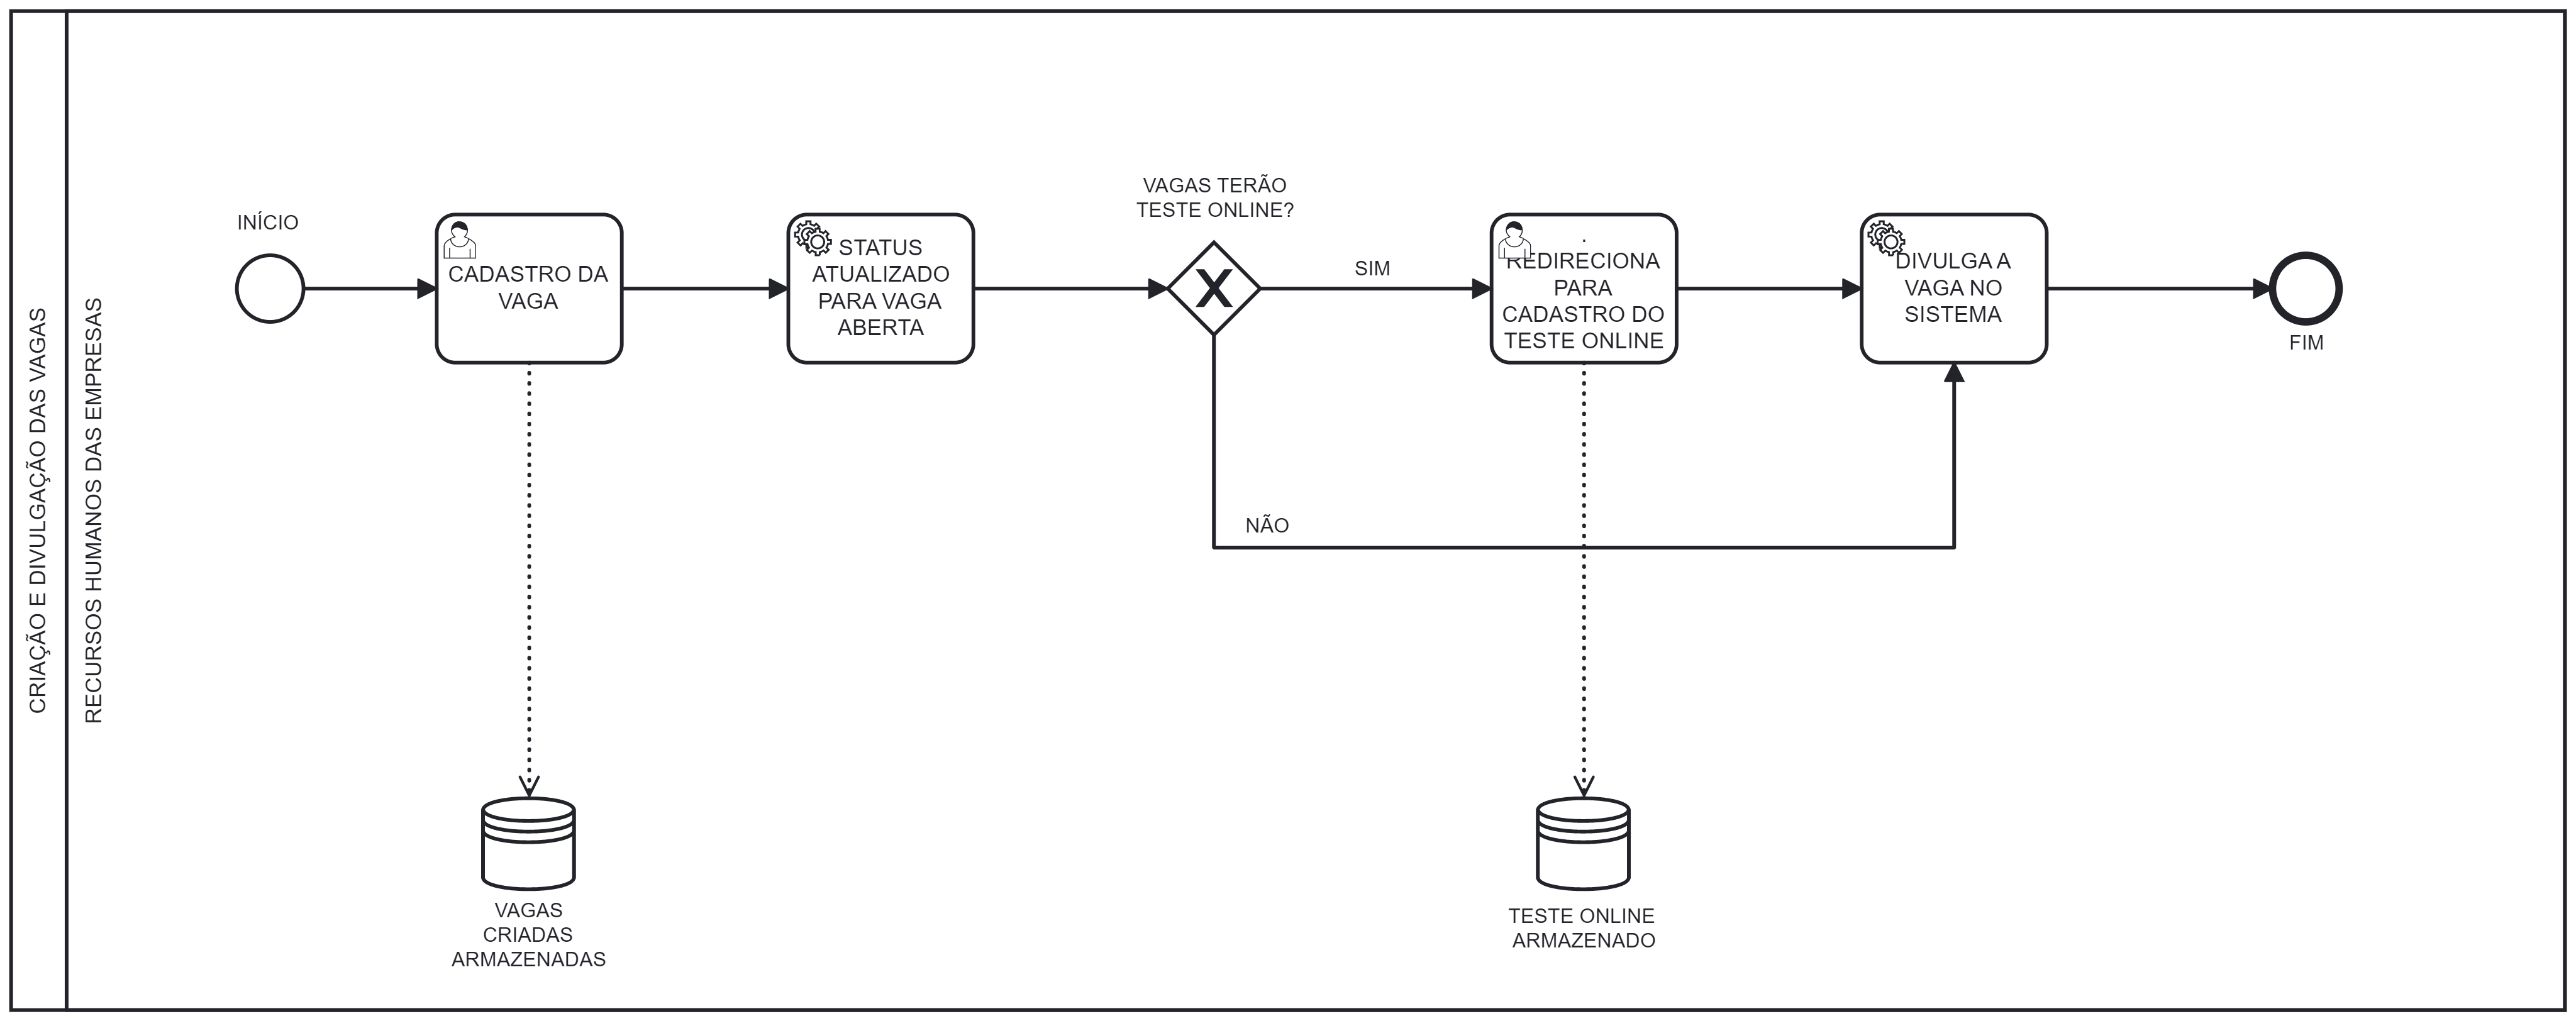 CRIAÇÃO E DIVULGAÇÃO DAS VAGAS
RECURSOS HUMANOS DAS EMPRESAS
INÍCIO
CADASTRO DA
VAGA
STATUS
ATUALIZADO
PARA VAGA
ABERTA
VAGAS TERÃO
TESTE ONLINE?
X
SIM
NÃO
.
REDIRECIONA
PARA
CADASTRO DO
TESTE ONLINE
DIVULGA A
VAGA NO
SISTEMA
FIM
VAGAS
CRIADAS
ARMAZENADAS
TESTE ONLINE
ARMAZENADO